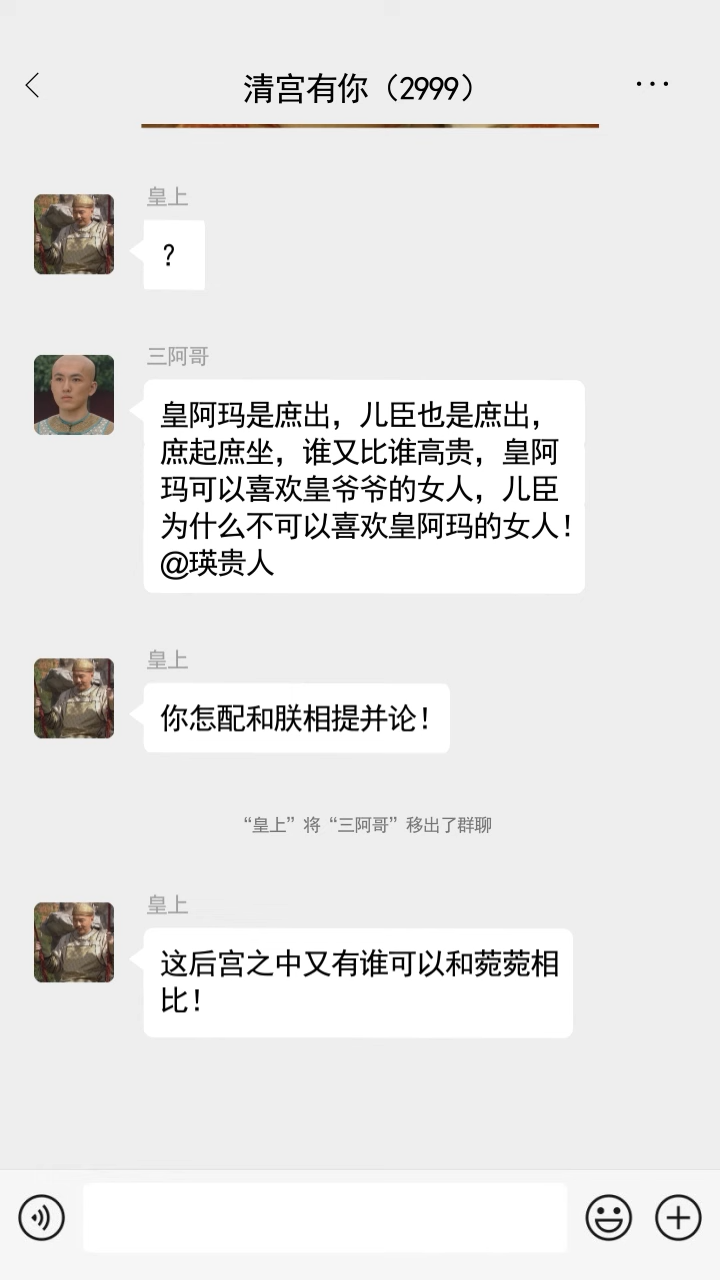 清宫有你（2999）
皇上
？
三阿哥
皇阿玛是庶出，儿臣也是庶出，
庶起庶坐，谁又比谁高贵，皇阿
玛可以喜欢皇爷爷的女人，儿臣
为什么不可以喜欢皇阿玛的女人！
@瑛贵人
皇上
你怎配和朕相提并论！
“皇上”将“三阿哥”移出了群聊
皇上
这后宫之中又有谁可以和菀菀相
比！